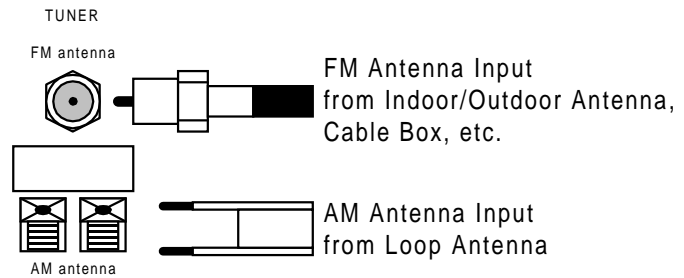 TUNER
FM antenna
FM Antenna Input
from Indoor/Outdoor Antenna,
Cable Box, etc.
AM Antenna Input
from Loop Antenna
AM antenna